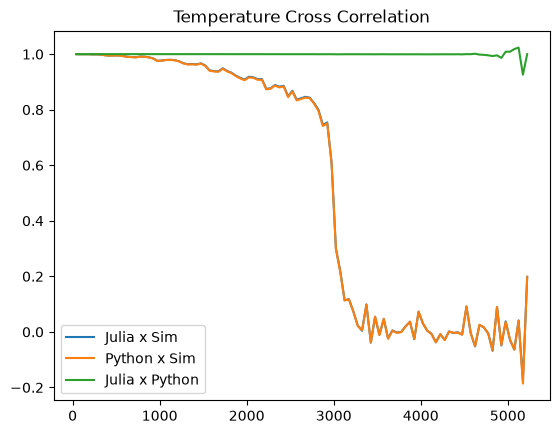 Temperature Cross Correlation
1.0
0.8
0.6
0.4
0.2
0.0
−0.2
Julia x Sim
Python x Sim
Julia x Python
0 1000 2000 3000 4000 5000